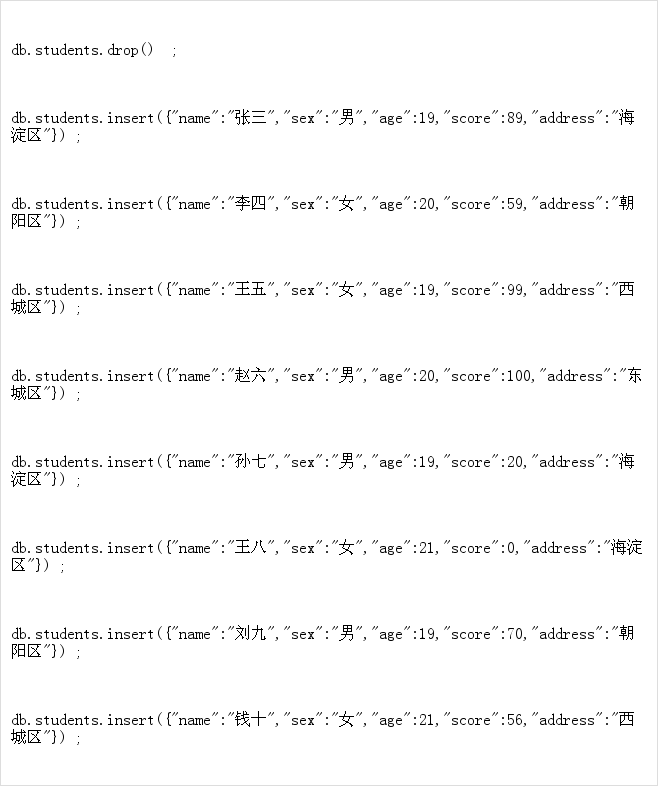 db.students.drop()  ;
db.students.insert({"name":"张三","sex":"男","age":19,"score":89,"address":"海
淀区"}) ;
db.students.insert({"name":"李四","sex":"女","age":20,"score":59,"address":"朝
阳区"}) ;
db.students.insert({"name":"王五","sex":"女","age":19,"score":99,"address":"西
城区"}) ;
db.students.insert({"name":"赵六","sex":"男","age":20,"score":100,"address":"东
城区"}) ;
db.students.insert({"name":"孙七","sex":"男","age":19,"score":20,"address":"海
淀区"}) ;
db.students.insert({"name":"王八","sex":"女","age":21,"score":0,"address":"海淀
区"}) ;
db.students.insert({"name":"刘九","sex":"男","age":19,"score":70,"address":"朝
阳区"}) ;
db.students.insert({"name":"钱十","sex":"女","age":21,"score":56,"address":"西
城区"}) ;